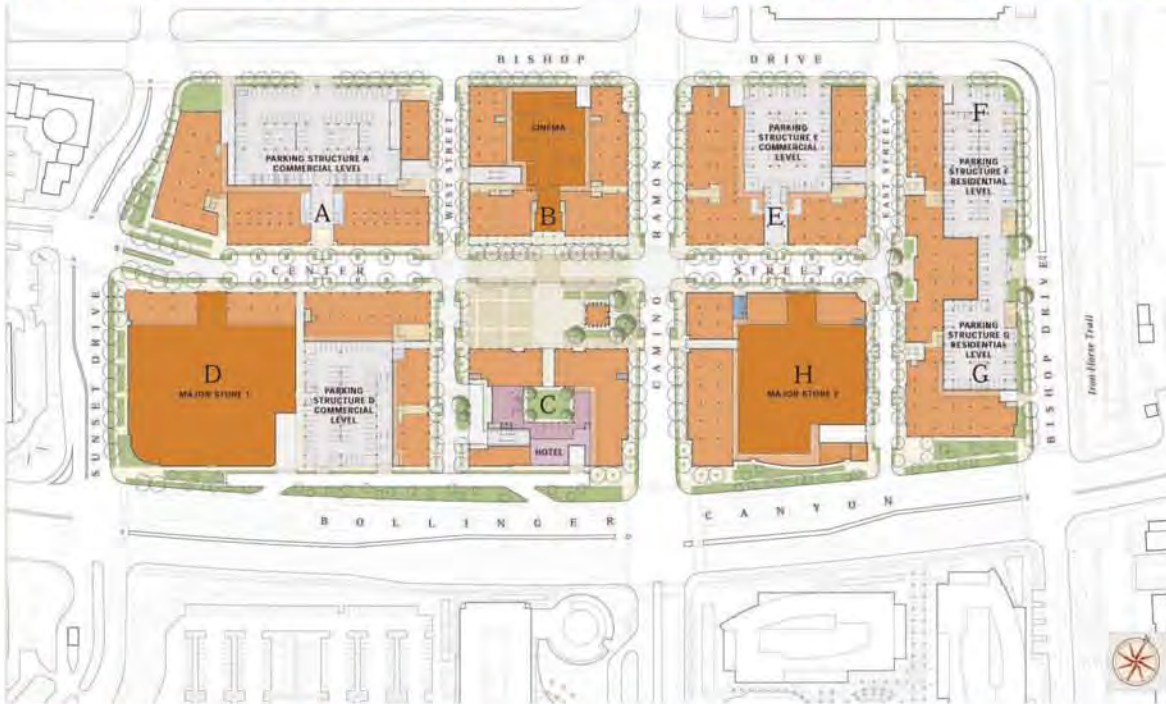 BISHOP DRIVE
CINEMA
PARKING
STRUCTURE A
COMMERCIAL LEVEL
A
WEST STREET
B
CAMINO RAMON
PARKING
STRUCTURE E
COMMERCIAL
LEVEL
E
EAST STREET
F
PARKING
STRUCTURE F
RESIDENTIAL
LEVEL
CENTER STREET
SUNSET DRIVE
D
MAJOR STORE 1
PARKING
STRUCTURE D
COMMERCIAL
LEVEL
C
HOTEL
H
MAJOR STORE 2
PARKING
STRUCTURE G
RESIDENTIAL
LEVEL
G
BISHOP DRIVE
Iron Horse Trail
BOLLINGER CANYON